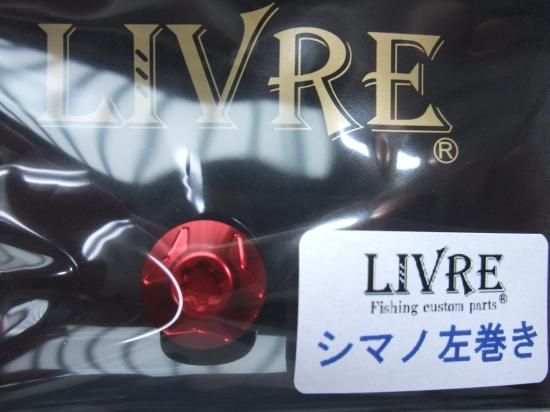 LIVRE®
LIVRE®
Fishing custom parts
シマノ左巻き